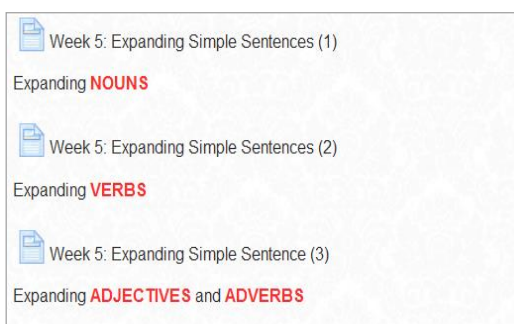 Week 5: Expanding Simple Sentences (1)
Expanding NOUNS
Week 5: Expanding Simple Sentences (2)
Expanding VERBS
Week 5: Expanding Simple Sentence (3)
Expanding ADJECTIVES and ADVERBS